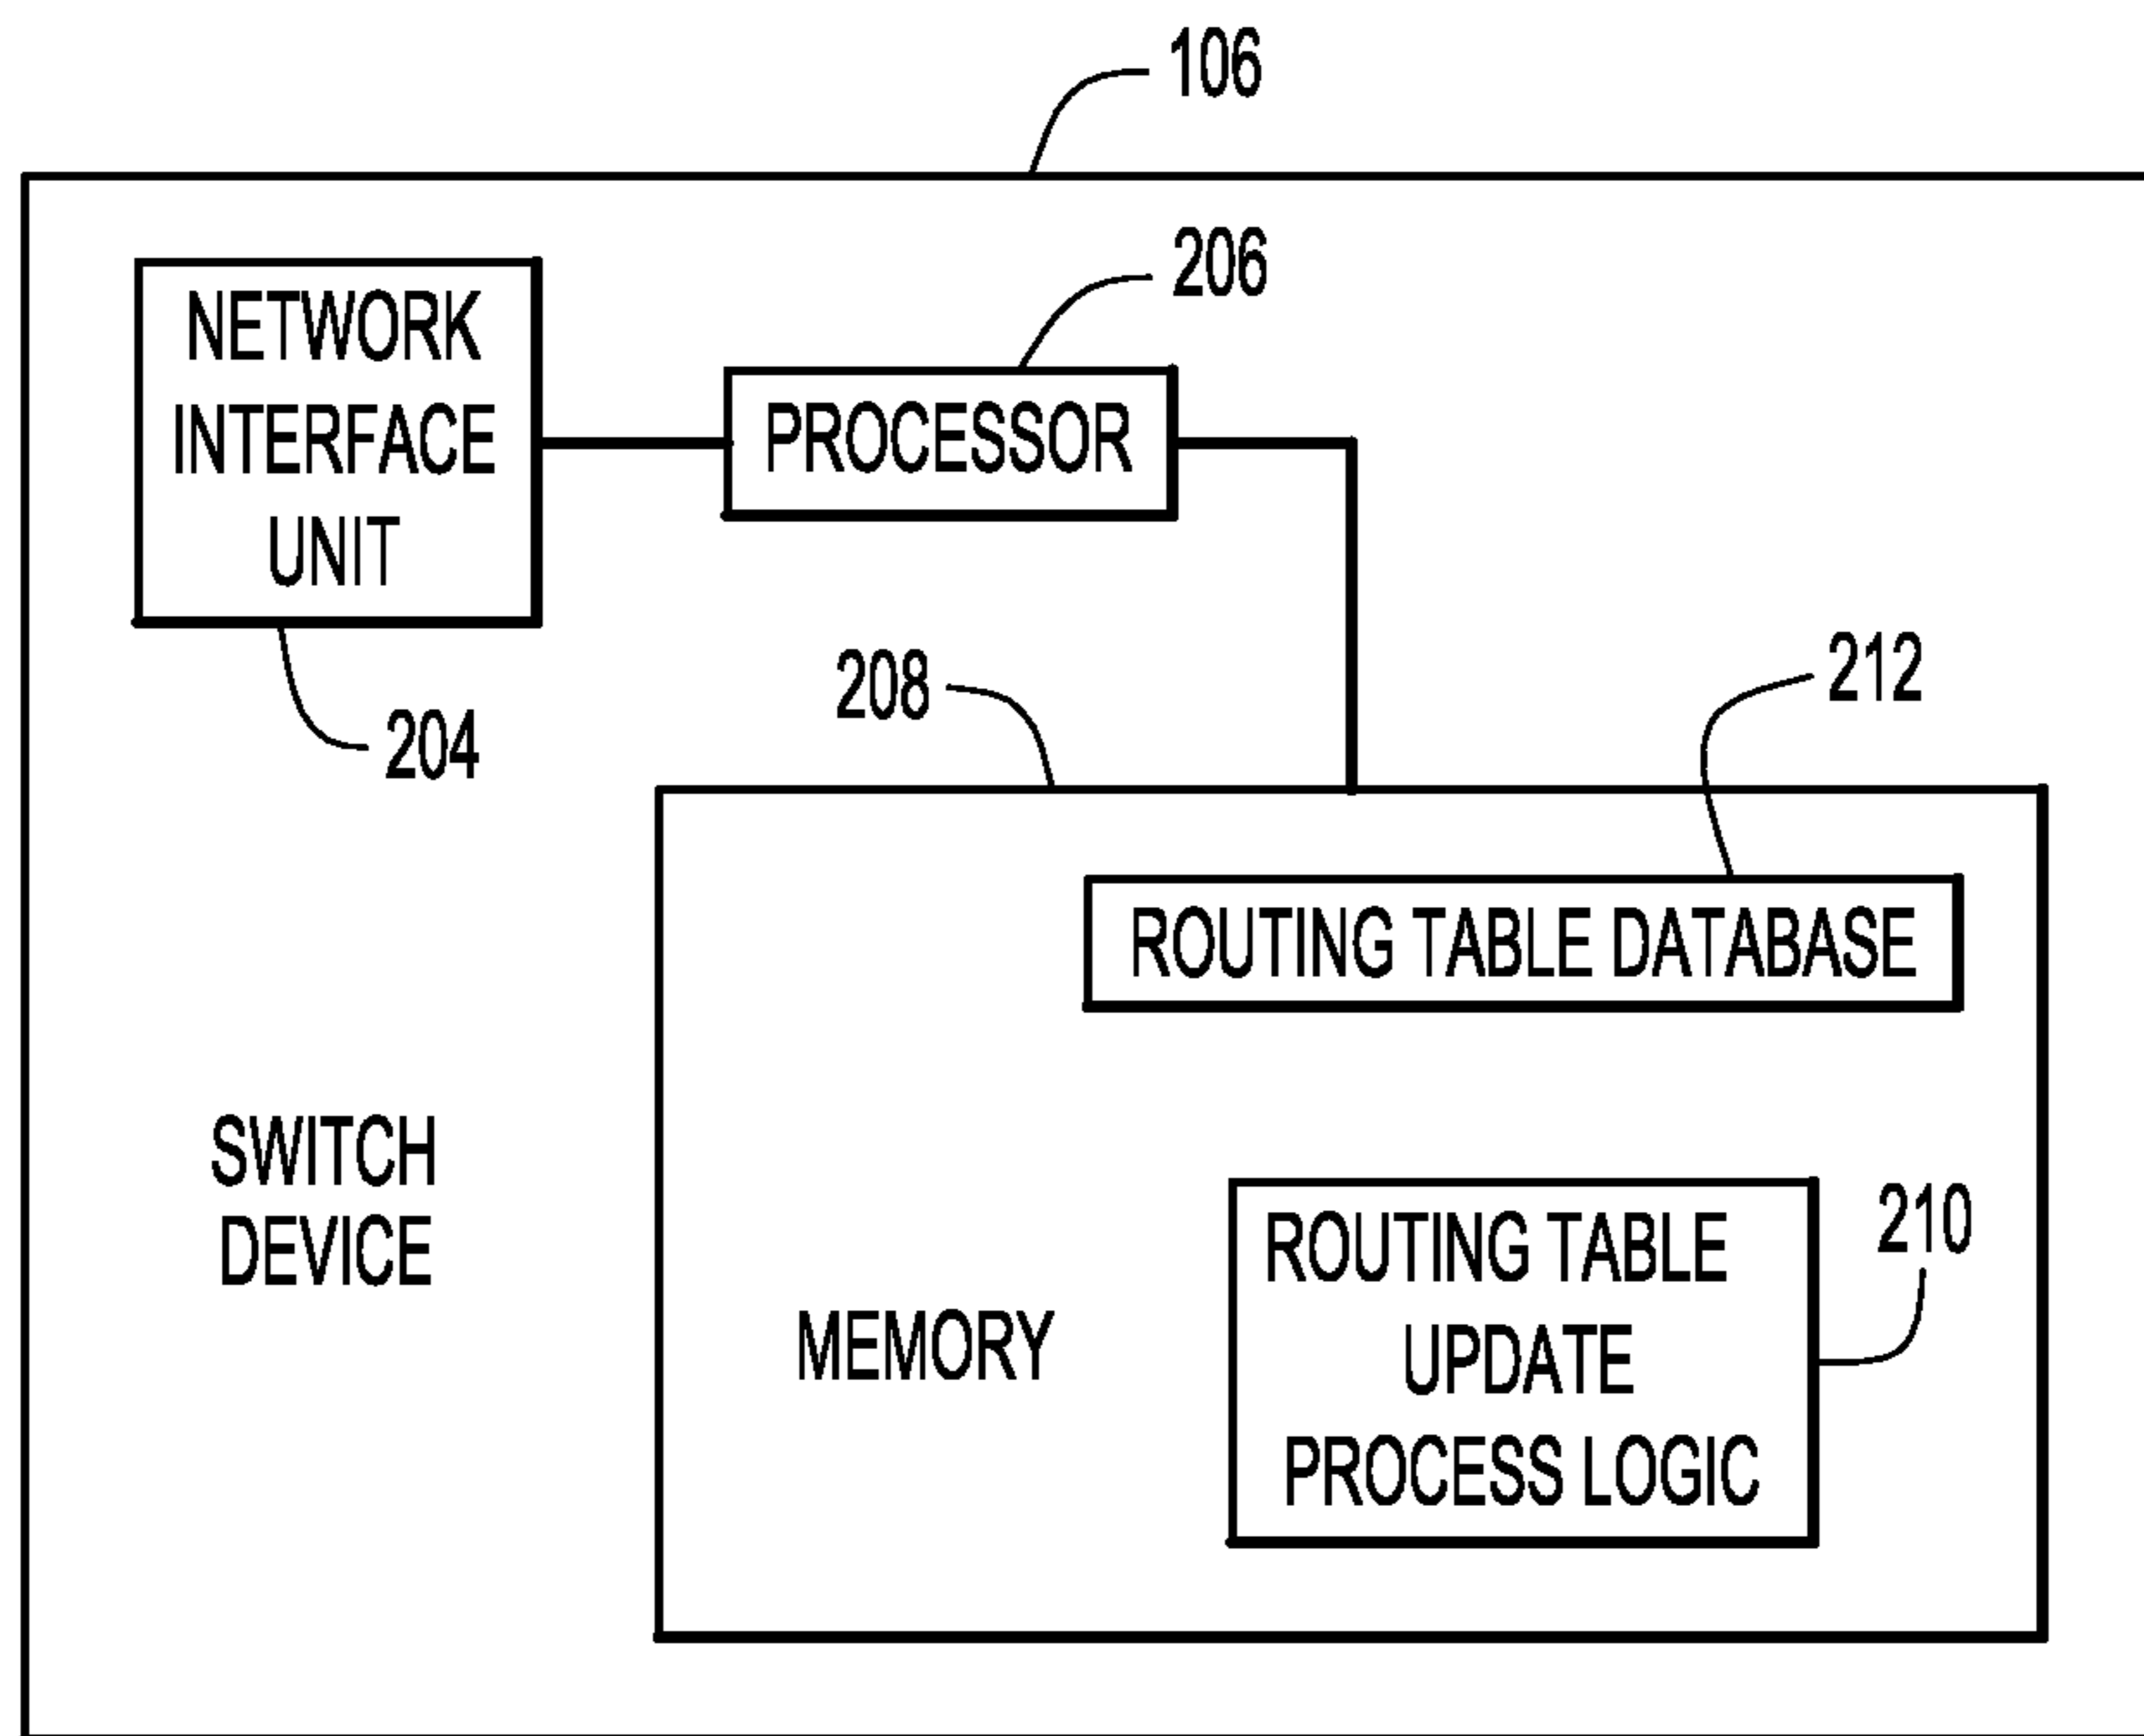 106
NETWORK
INTERFACE
UNIT
206
PROCESSOR
204
208
212
ROUTING TABLE DATABASE
SWITCH
DEVICE
MEMORY
ROUTING TABLE
UPDATE
PROCESS LOGIC
210